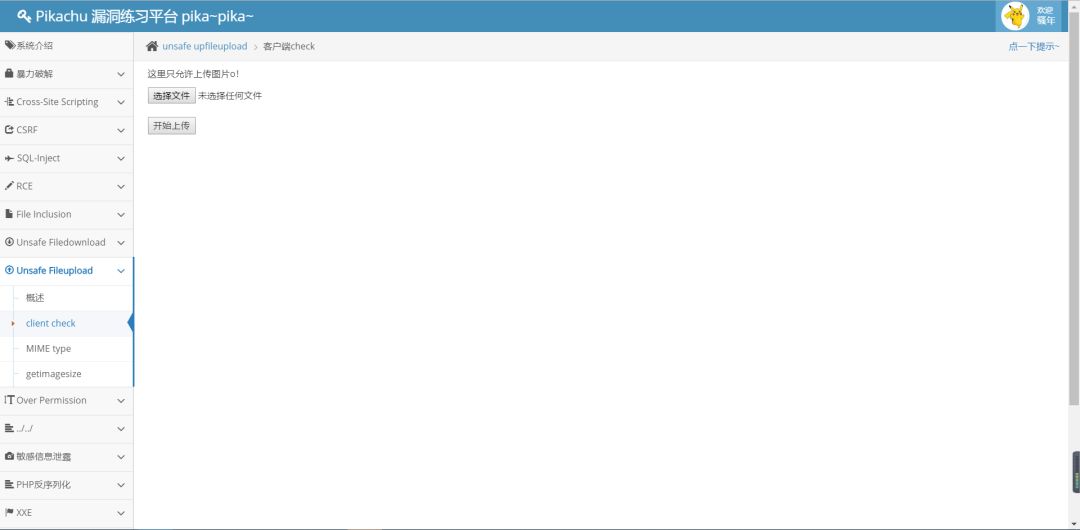 Pikachu 漏洞练习平台 pika~pika~
欢迎
骚年
系统介绍
unsafe upfileupload > 客户端check
点一下提示~
暴力破解
这里只允许上传图片o!
选择文件 未选择任何文件
Cross-Site Scripting
CSRF
开始上传
SQL-Inject
RCE
File Inclusion
Unsafe Filedownload
Unsafe Fileupload
概述
client check
MIME type
getimagesize
Over Permission
../../
敏感信息泄露
PHP反序列化
XXE